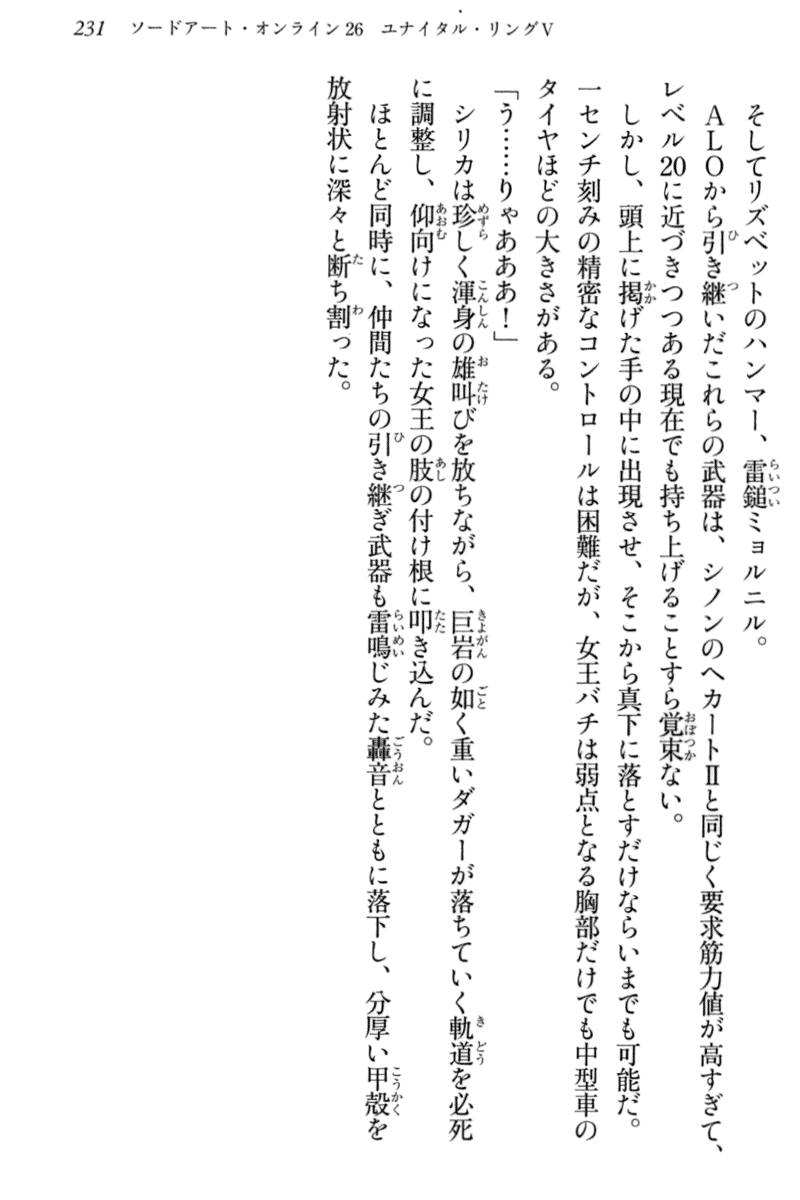 231　ソードアート・オンライン26　ユナイタル・リングⅤ
そしてリズベットのハンマー、雷鎚ミョルニル。
ＡＬＯから引き継いだこれらの武器は、シノンのヘカートⅡと同じく要求筋力値が高すぎて、
レベル20に近づきつつある現在でも持ち上げることすら覚束ない。
しかし、頭上に掲げた手の中に出現させ、そこから真下に落とすだけならいまでも可能だ。
一センチ刻みの精密なコントロールは困難だが、女王バチは弱点となる胸部だけでも中型車の
タイヤほどの大きさがある。
「う……りゃあああ！」
シリカは珍しく渾身の雄叫びを放ちながら、巨岩の如く重いダガーが落ちていく軌道を必死
に調整し、仰向けになった女王の肢の付け根に叩き込んだ。
ほとんど同時に、仲間たちの引き継ぎ武器も雷鳴じみた轟音とともに落下し、分厚い甲殻を
放射状に深々と断ち割った。